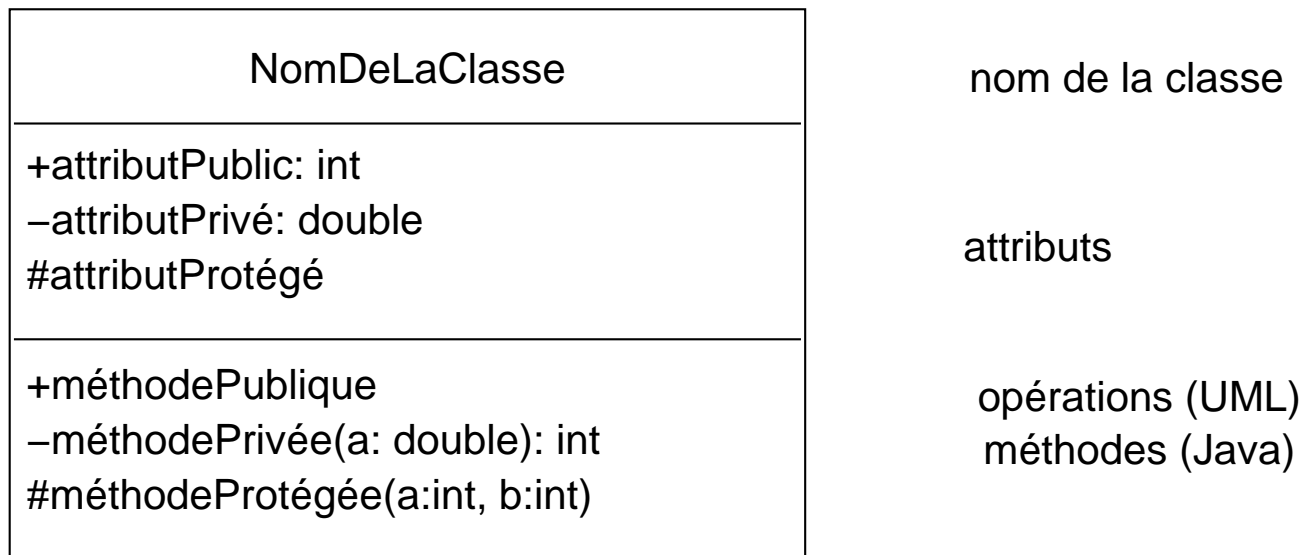 NomDeLaClasse
nom de la classe
+attributPublic: int
–attributPrivé: double
#attributProtégé
attributs
+méthodePublique
–méthodePrivée(a: double): int
#méthodeProtégée(a:int, b:int)
opérations (UML)
méthodes (Java)